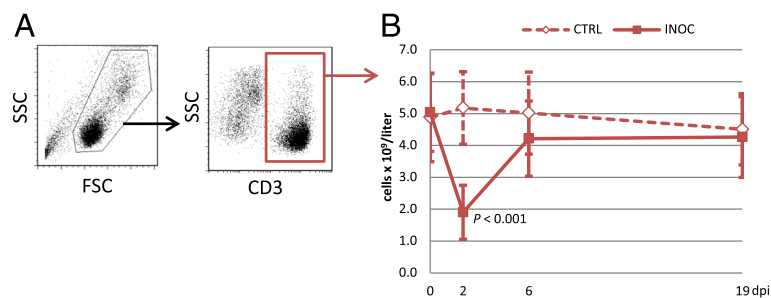 A
SSC
FSC
SSC
CD3
B
CTRL
INOC
cells x 10⁹/liter
7.0
6.0
5.0
4.0
3.0
2.0
1.0
0.0
P < 0.001
0 2 6 19 dpi